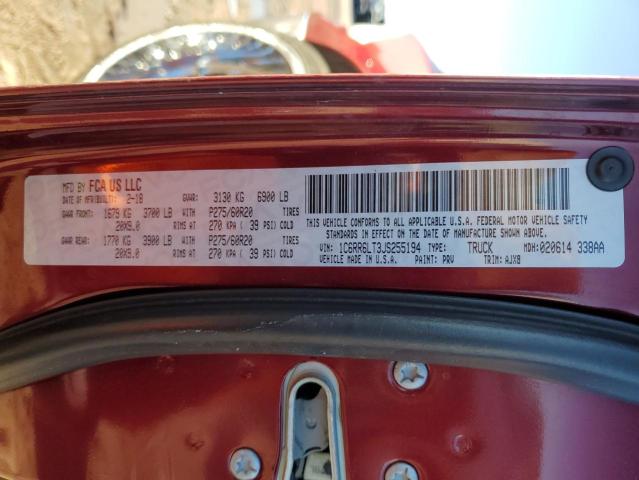 MFD BY FCA US LLC GVWR: 3130 KG 6900 LB
DATE OF MFR(BUILT): 2-18
GAWR FRONT: 1679 KG 3700 LB P275/60R20 TIRES
20X9.0 RIMS AT 270 KPA ( 39 PSI) COLD
GAWR REAR: 1770 KG 3900 LB P275/60R20 TIRES
20X9.0 RIMS AT 270 KPA ( 39 PSI) COLD
THIS VEHICLE CONFORMS TO ALL APPLICABLE U.S.A. FEDERAL MOTOR VEHICLE SAFETY
STANDARDS IN EFFECT ON THE DATE OF MANUFACTURE SHOWN ABOVE.
VIN: 1C6RR6LT3JS255194 TYPE: TRUCK MDH: 020614 338AA
VEHICLE MADE IN U.S.A. PAINT: PRV TRIM: AJX8